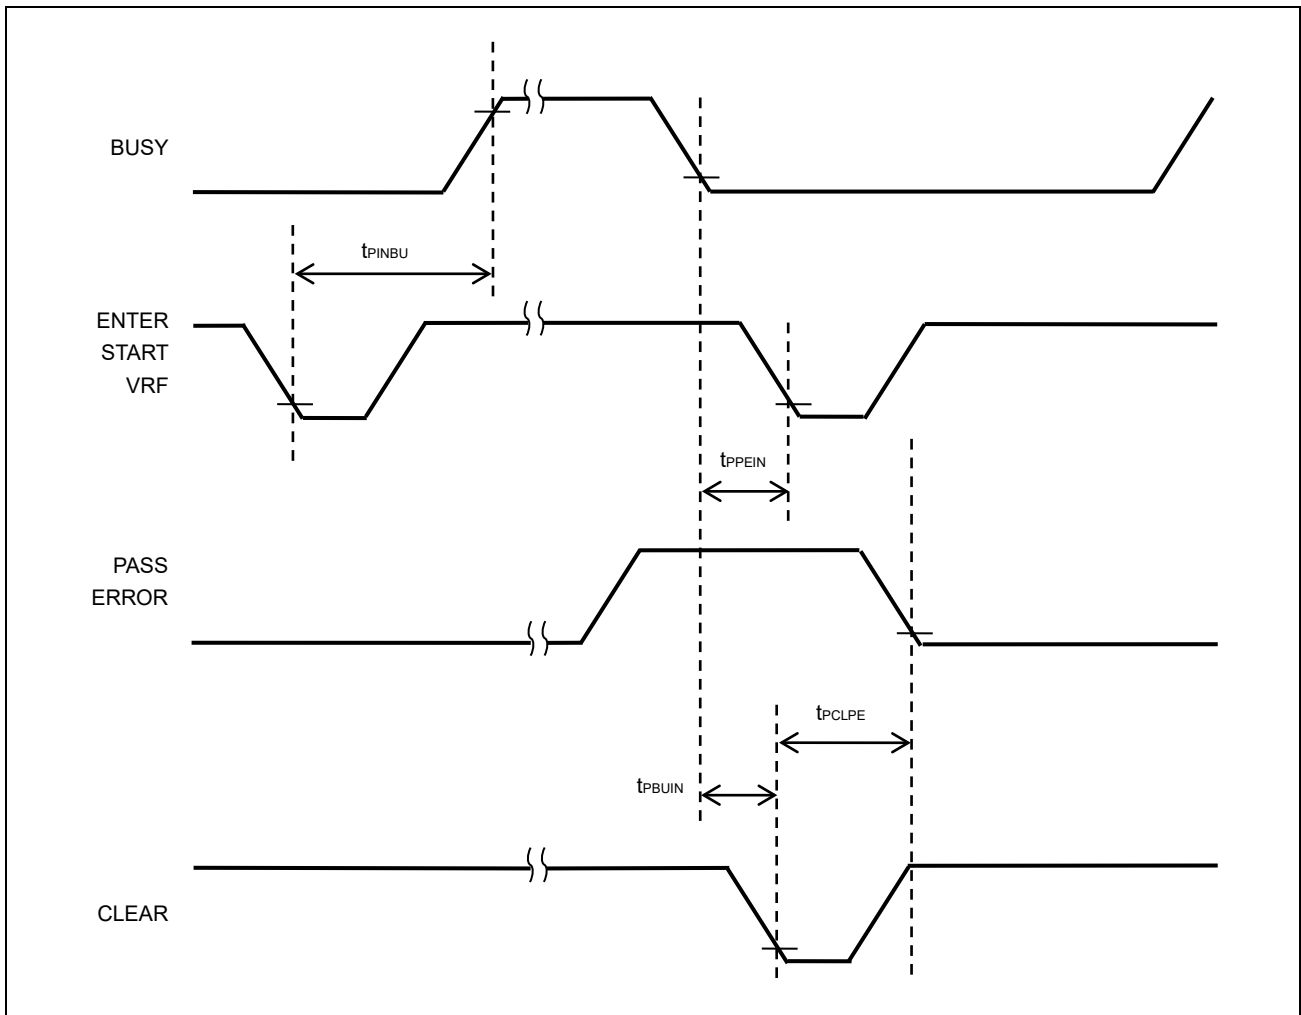 BUSY
tPINBU
ENTER
START
VRF
tPPEIN
PASS
ERROR
tPCLPE
tPBUIN
CLEAR